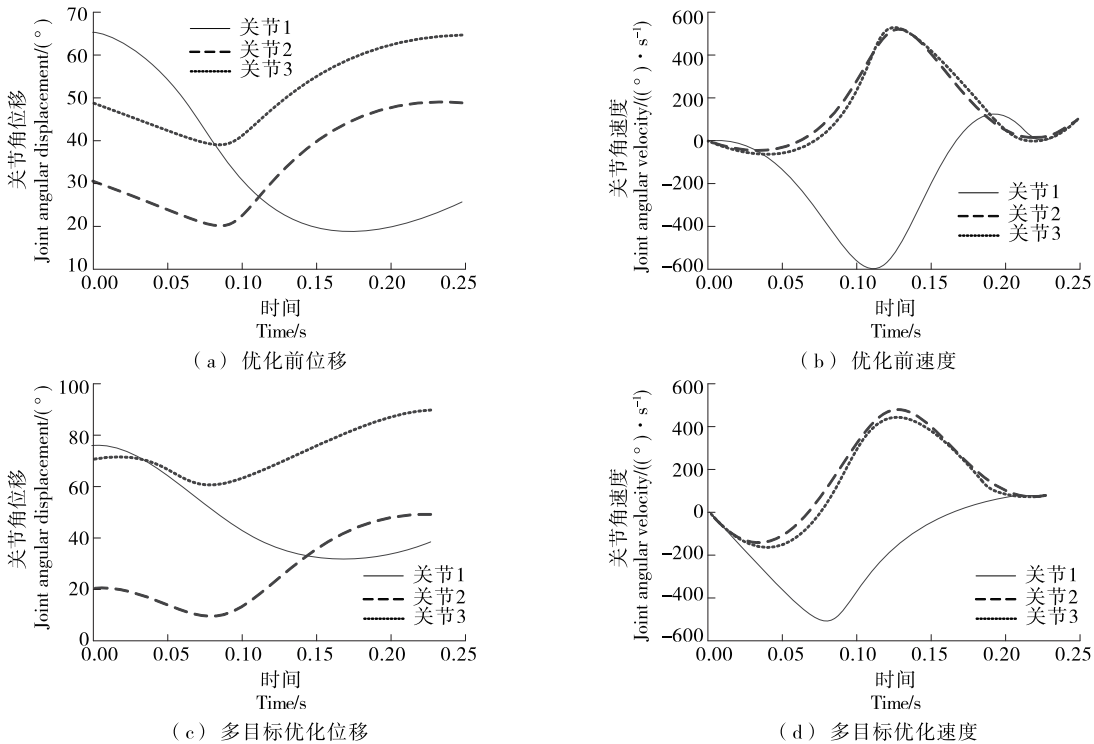 关节角位移
Joint angular displacement/(°)
70
60
50
40
30
20
10
关节1
关节2
关节3
0.00 0.05 0.10 0.15 0.20 0.25
时间
Time/s
(a) 优化前位移
关节角速度
Joint angular velocity/((°)·s⁻¹)
600
400
200
0
−200
−400
−600
关节1
关节2
关节3
0.00 0.05 0.10 0.15 0.20 0.25
时间
Time/s
(b) 优化前速度
关节角位移
Joint angular displacement/(°)
100
80
60
40
20
0
关节1
关节2
关节3
0.00 0.05 0.10 0.15 0.20 0.25
时间
Time/s
(c) 多目标优化位移
关节角速度
Joint angular velocity/((°)·s⁻¹)
600
400
200
0
−200
−400
−600
关节1
关节2
关节3
0.00 0.05 0.10 0.15 0.20 0.25
时间
Time/s
(d) 多目标优化速度